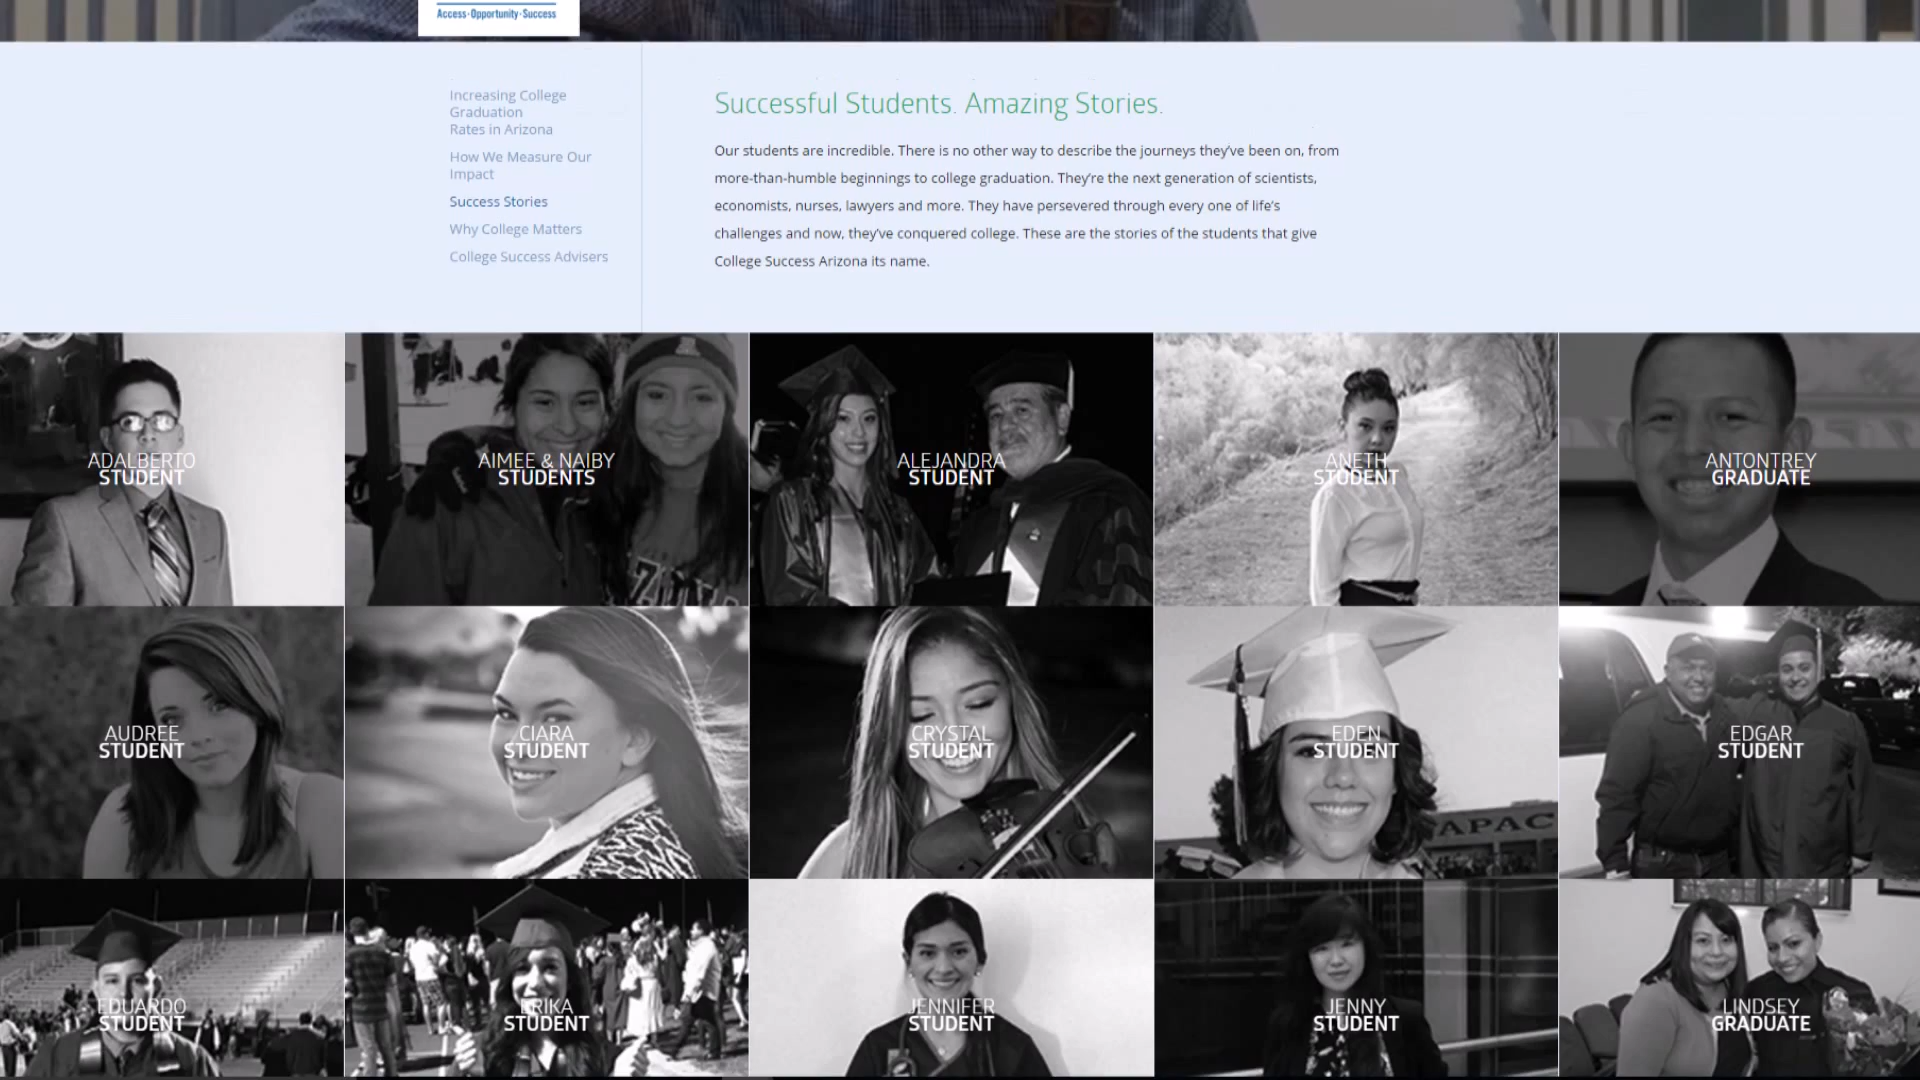 Access·Opportunity·Success
Increasing College
Graduation
Rates in Arizona
How We Measure Our
Impact
Success Stories
Why College Matters
College Success Advisers
Successful Students. Amazing Stories.
Our students are incredible. There is no other way to describe the journeys they've been on, from
more-than-humble beginnings to college graduation. They're the next generation of scientists,
economists, nurses, lawyers and more. They have persevered through every one of life's
challenges and now, they've conquered college. These are the stories of the students that give
College Success Arizona its name.
ADALBERTO
STUDENT
AIMEE & NAIBY
STUDENTS
ALEJANDRA
STUDENT
ANETH
STUDENT
ANTONTREY
GRADUATE
AUDREE
STUDENT
CIARA
STUDENT
CRYSTAL
STUDENT
EDEN
STUDENT
APAC
EDGAR
STUDENT
EDUARDO
STUDENT
ERIKA
STUDENT
JENNIFER
STUDENT
JENNY
STUDENT
LINDSEY
GRADUATE